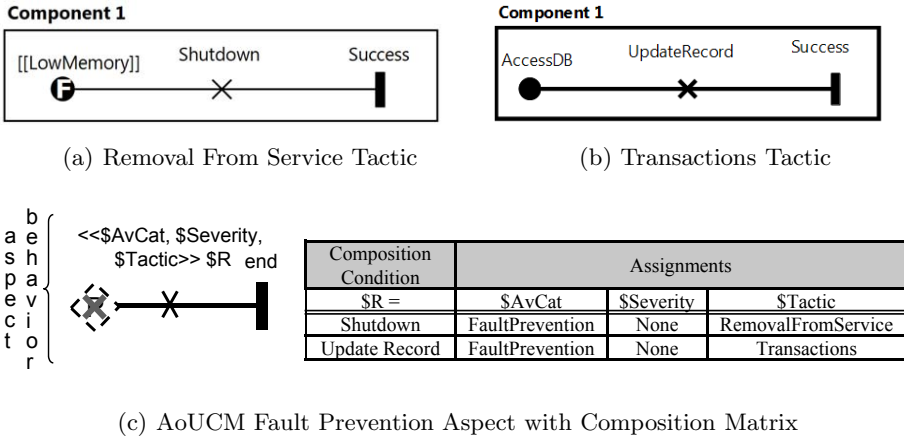 Component 1
[[LowMemory]]
Shutdown
Success
F
(a) Removal From Service Tactic
Component 1
AccessDB
UpdateRecord
Success
(b) Transactions Tactic
aspect
behavior
<<$AvCat, $Severity,
$Tactic>> $R end
Composition Condition Assignments
$R = $AvCat $Severity $Tactic
Shutdown FaultPrevention None RemovalFromService
Update Record FaultPrevention None Transactions
(c) AoUCM Fault Prevention Aspect with Composition Matrix